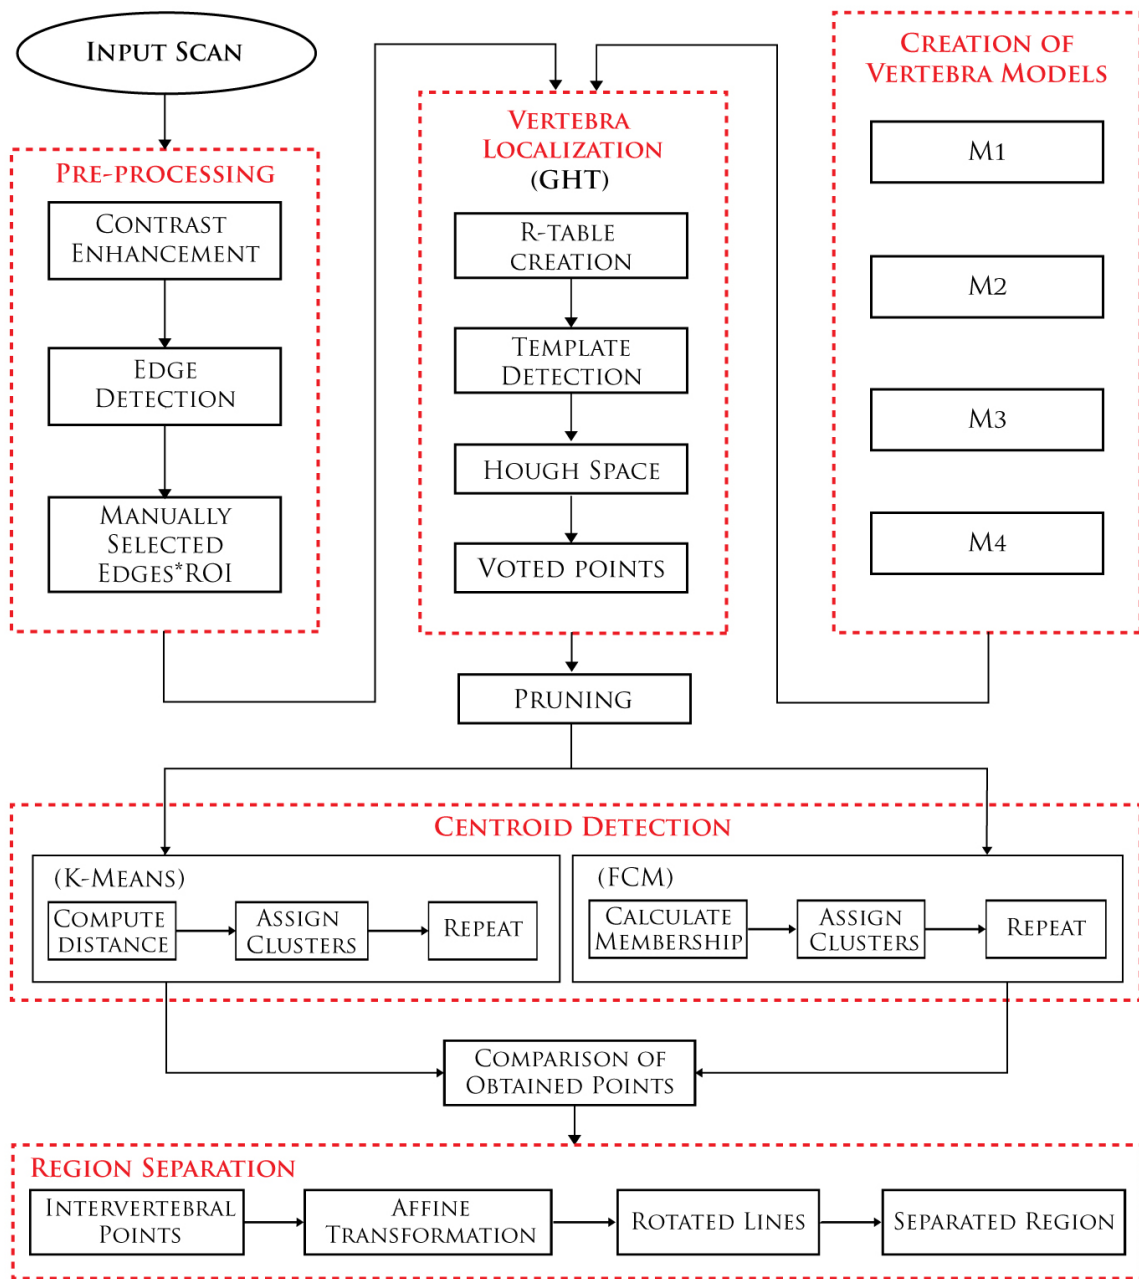 INPUT SCAN
PRE-PROCESSING
CONTRAST
ENHANCEMENT
EDGE
DETECTION
MANUALLY
SELECTED
EDGES*ROI
VERTEBRA
LOCALIZATION
(GHT)
R-TABLE
CREATION
TEMPLATE
DETECTION
HOUGH SPACE
VOTED POINTS
CREATION OF
VERTEBRA MODELS
M1
M2
M3
M4
PRUNING
CENTROID DETECTION
(K-MEANS)
COMPUTE
DISTANCE
ASSIGN
CLUSTERS
REPEAT
(FCM)
CALCULATE
MEMBERSHIP
ASSIGN
CLUSTERS
REPEAT
COMPARISON OF
OBTAINED POINTS
REGION SEPARATION
INTERVERTEBRAL
POINTS
AFFINE
TRANSFORMATION
ROTATED LINES
SEPARATED REGION